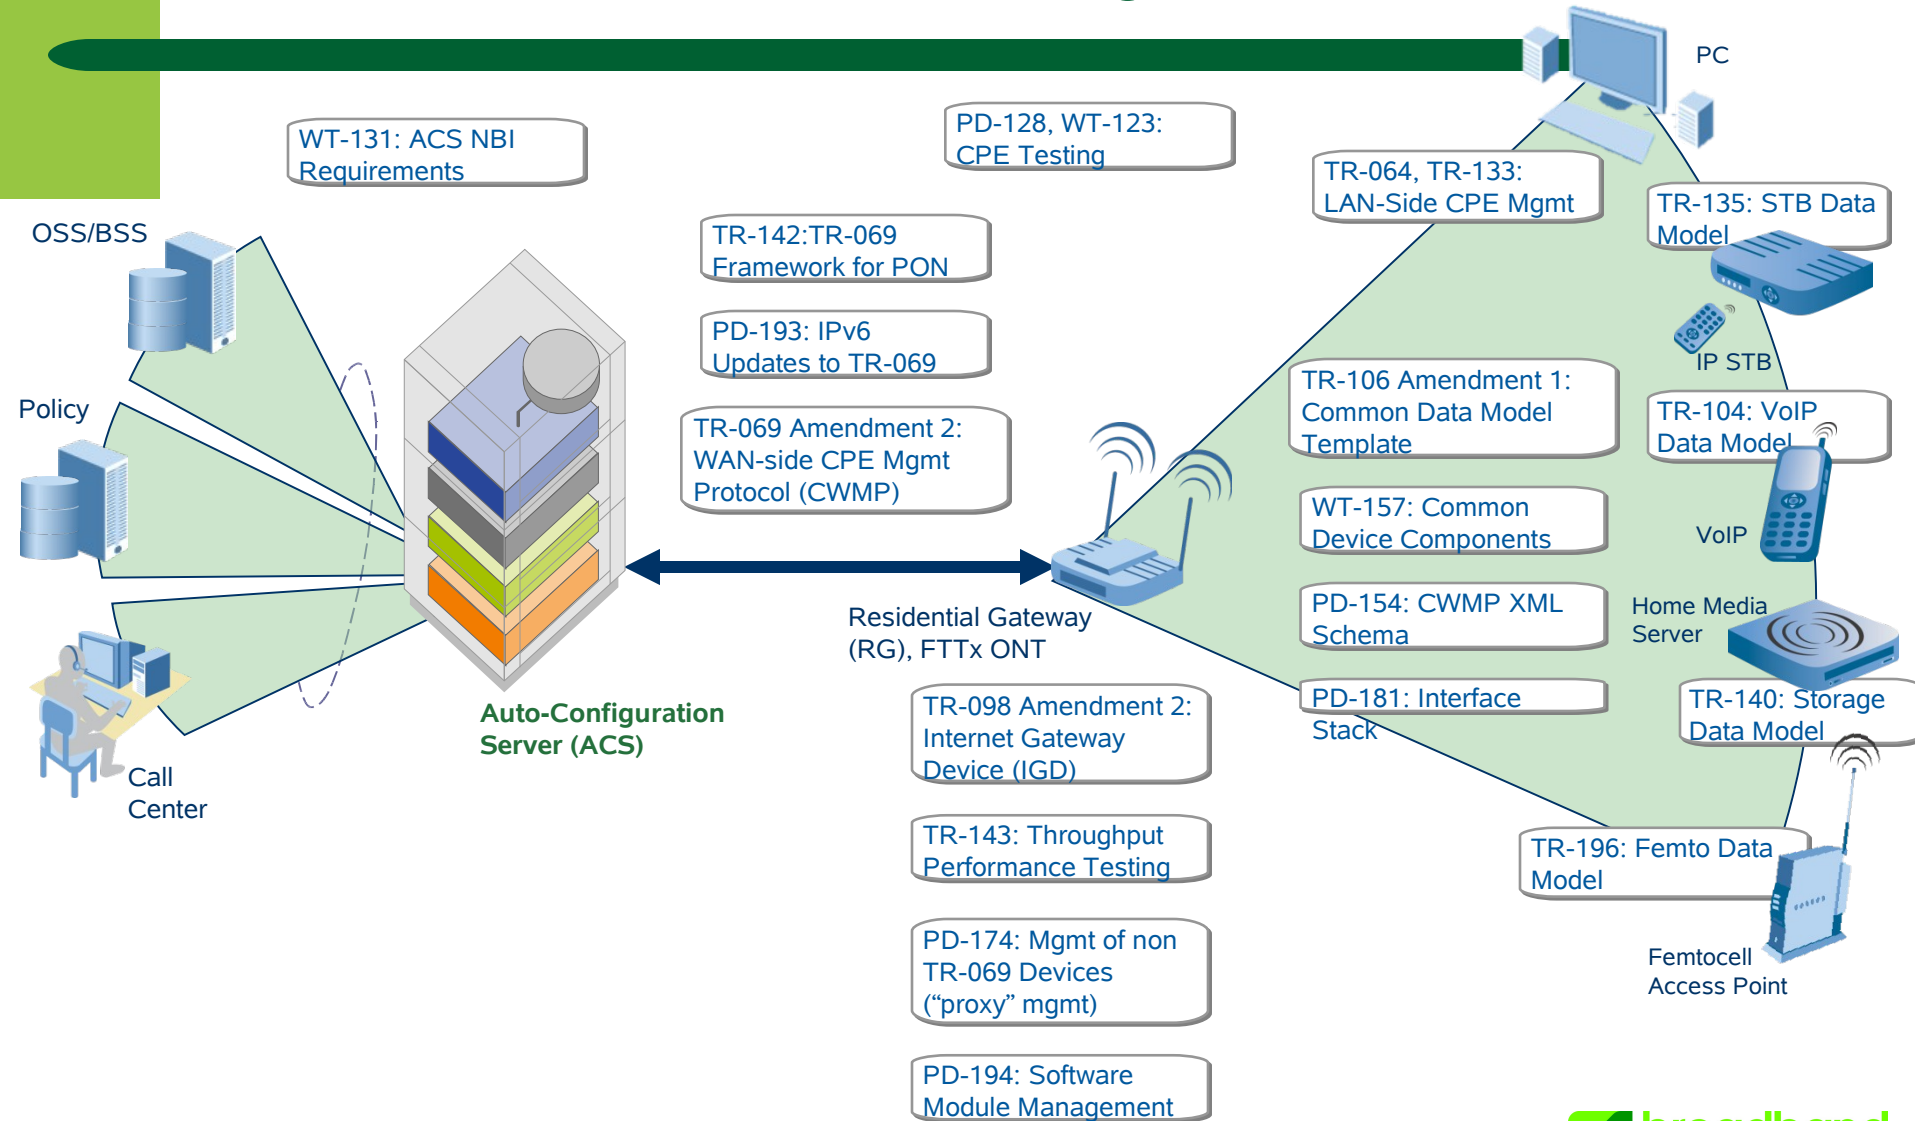 PC
WT-131: ACS NBI
Requirements
PD-128, WT-123:
CPE Testing
TR-064, TR-133:
LAN-Side CPE Mgmt
TR-135: STB Data
Model
OSS/BSS
TR-142:TR-069
Framework for PON
PD-193: IPv6
Updates to TR-069
IP STB
Policy
TR-069 Amendment 2:
WAN-side CPE Mgmt
Protocol (CWMP)
TR-106 Amendment 1:
Common Data Model
Template
TR-104: VoIP
Data Model
WT-157: Common
Device Components
VoIP
PD-154: CWMP XML
Schema
Home Media
Server
Residential Gateway
(RG), FTTx ONT
PD-181: Interface
Stack
TR-140: Storage
Data Model
Auto-Configuration
Server (ACS)
TR-098 Amendment 2:
Internet Gateway
Device (IGD)
Call
Center
TR-143: Throughput
Performance Testing
TR-196: Femto Data
Model
PD-174: Mgmt of non
TR-069 Devices
(“proxy” mgmt)
Femtocell
Access Point
PD-194: Software
Module Management
broadband